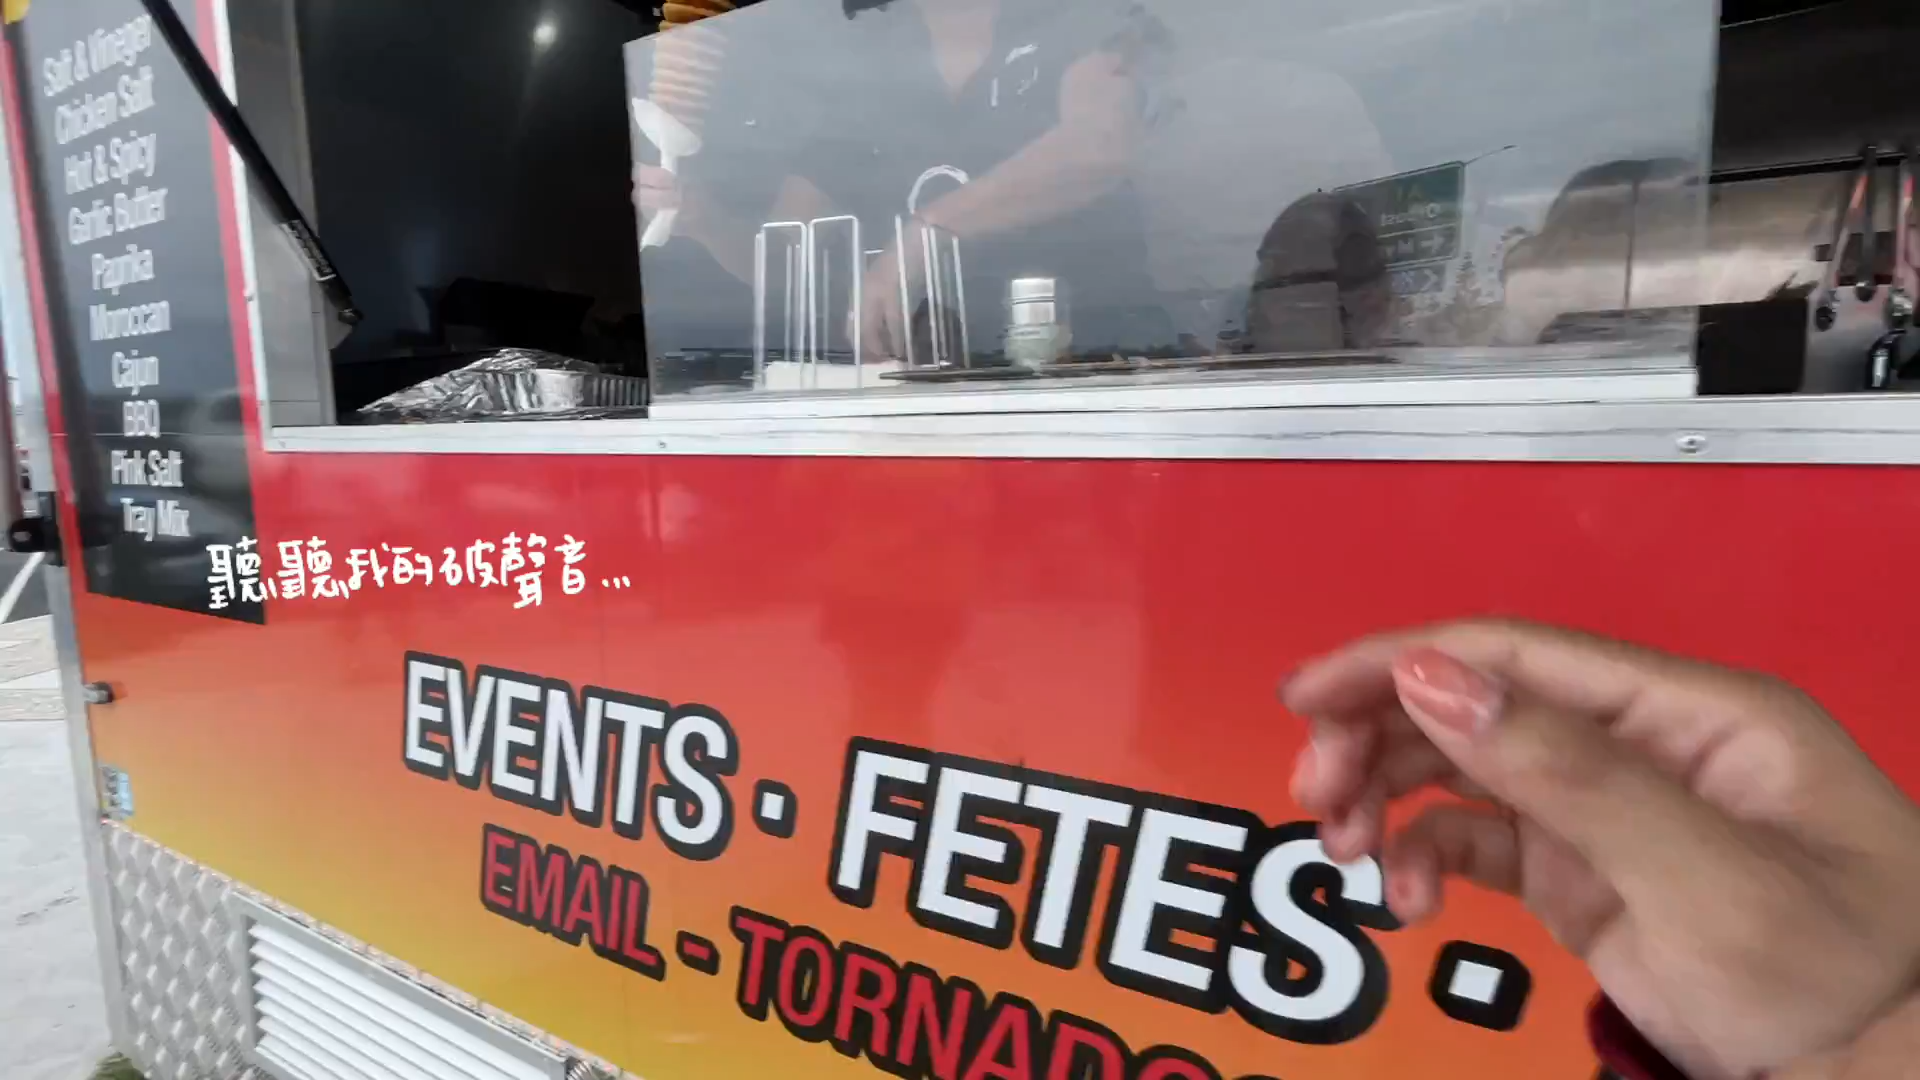 Salt & Vinegar
Chicken Salt
Hot & Spicy
Garlic Butter
Paprika
Moroccan
Cajun
BBQ
Pink Salt
Tray Mix
聽聽我的破聲音...
EVENTS · FETES ·
EMAIL - TORNADO